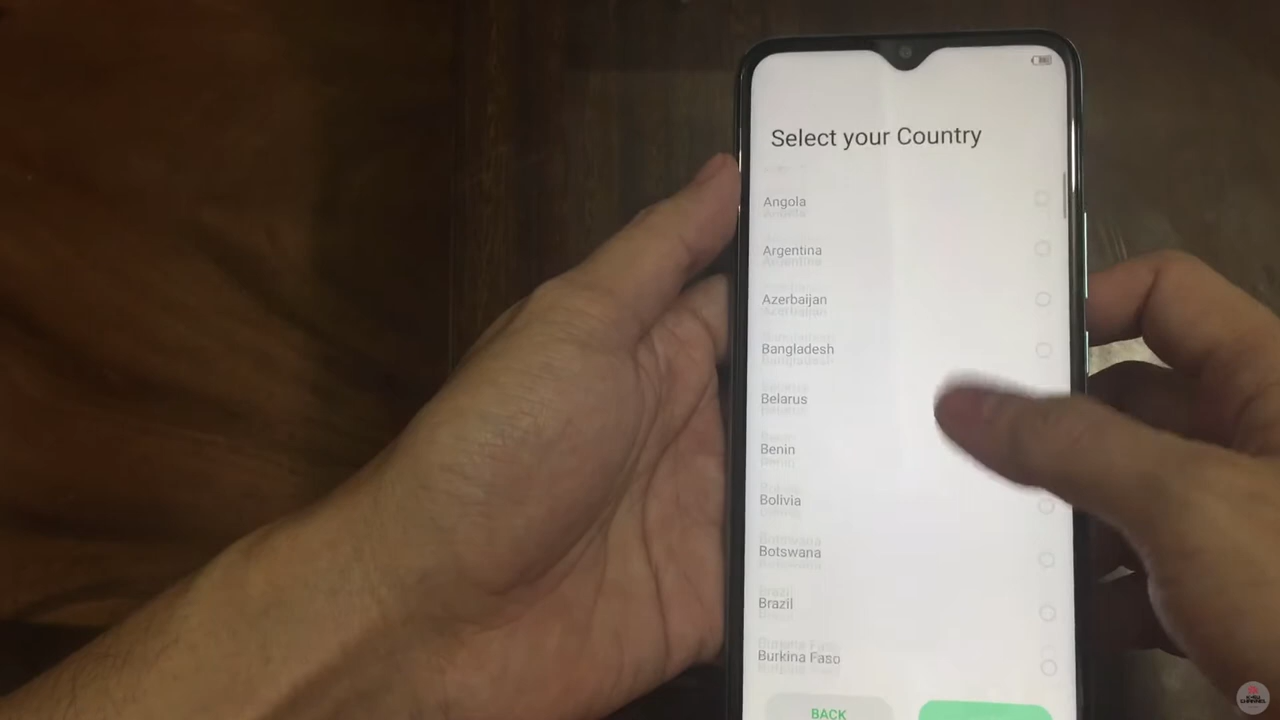 Select your Country
Angola
Argentina
Azerbaijan
Bangladesh
Belarus
Benin
Bolivia
Botswana
Brazil
Burkina Faso
BACK